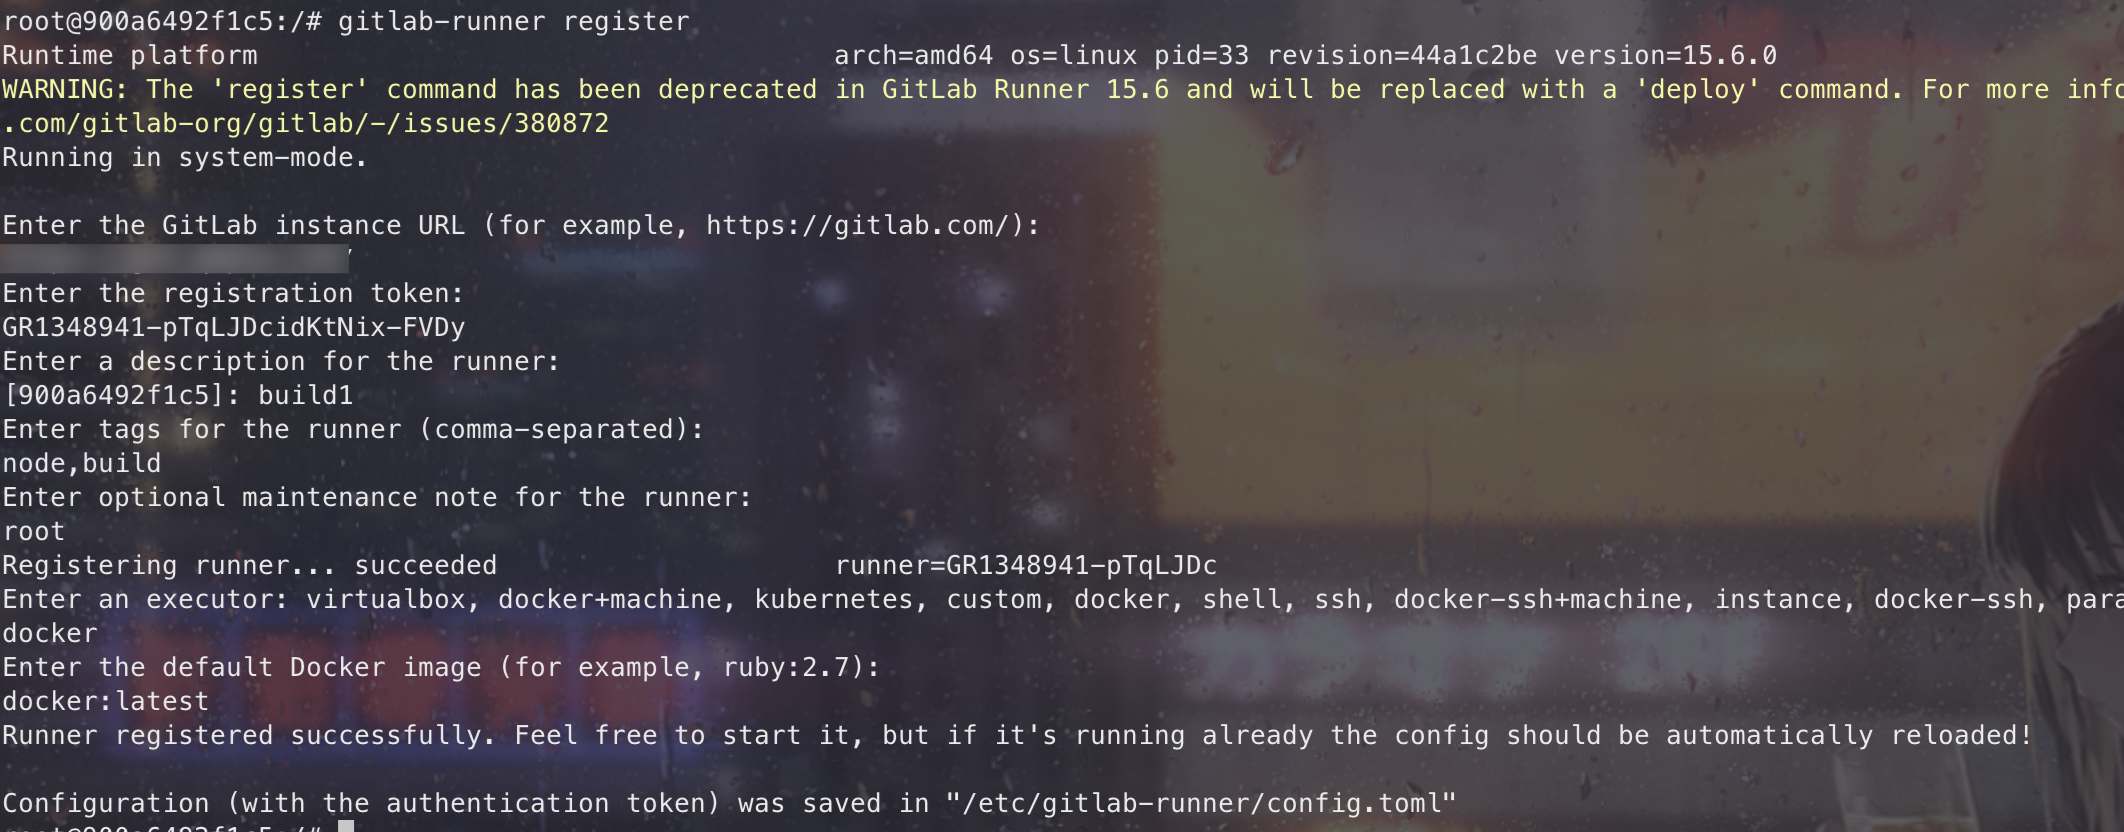 root@900a6492f1c5:/# gitlab-runner register
Runtime platform                                    arch=amd64 os=linux pid=33 revision=44a1c2be version=15.6.0
WARNING: The 'register' command has been deprecated in GitLab Runner 15.6 and will be replaced with a 'deploy' command. For more info
.com/gitlab-org/gitlab/-/issues/380872
Running in system-mode.
Enter the GitLab instance URL (for example, https://gitlab.com/):
Enter the registration token:
GR1348941-pTqLJDcidKtNix-FVDy
Enter a description for the runner:
[900a6492f1c5]: build1
Enter tags for the runner (comma-separated):
node,build
Enter optional maintenance note for the runner:
root
Registering runner... succeeded                     runner=GR1348941-pTqLJDc
Enter an executor: virtualbox, docker+machine, kubernetes, custom, docker, shell, ssh, docker-ssh+machine, instance, docker-ssh, para
docker
Enter the default Docker image (for example, ruby:2.7):
docker:latest
Runner registered successfully. Feel free to start it, but if it's running already the config should be automatically reloaded!
Configuration (with the authentication token) was saved in "/etc/gitlab-runner/config.toml"
root@900a6492f1c5:/#